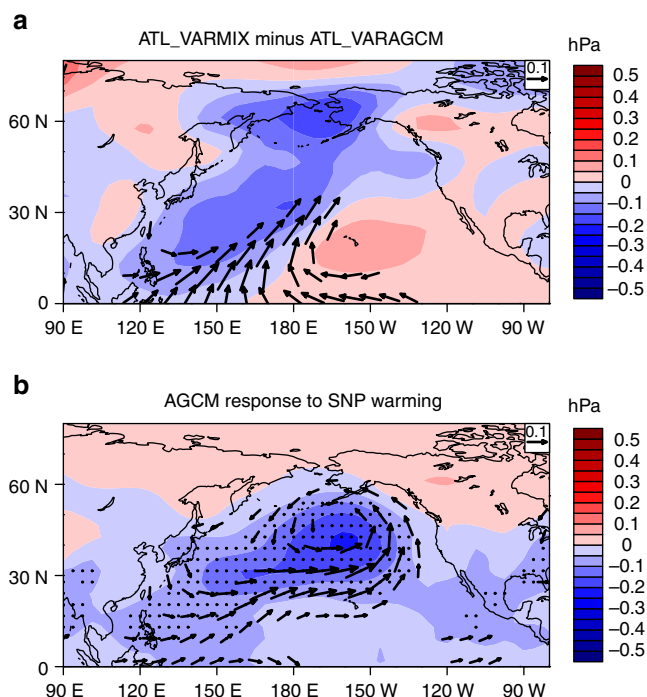 a
ATL_VARMIX minus ATL_VARAGCM
hPa
0.1
60 N
30 N
0
90 E 120 E 150 E 180 E 150 W 120 W 90 W
0.5
0.4
0.3
0.2
0.1
0
−0.1
−0.2
−0.3
−0.4
−0.5
b
AGCM response to SNP warming
hPa
0.1
60 N
30 N
0
90 E 120 E 150 E 180 E 150 W 120 W 90 W
0.5
0.4
0.3
0.2
0.1
0
−0.1
−0.2
−0.3
−0.4
−0.5